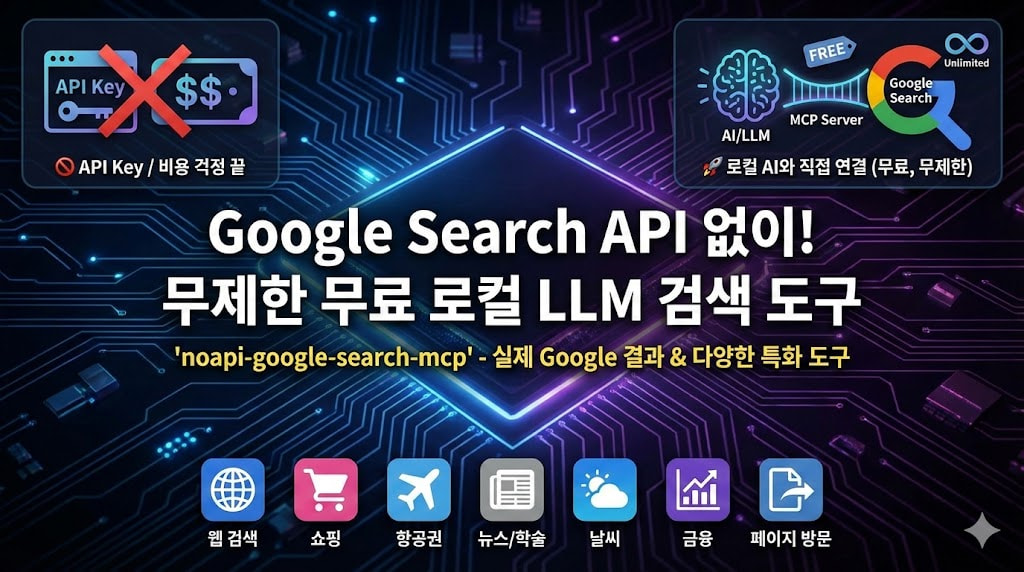 API Key
$$
🚫 API Key / 비용 걱정 끝
FREE
Unlimited
Google
Search
AI/LLM
MCP Server
🚀 로컬 AI와 직접 연결 (무료, 무제한)
Google Search API 없이!
무제한 무료 로컬 LLM 검색 도구
'noapi-google-search-mcp' - 실제 Google 결과 & 다양한 특화 도구
웹 검색
쇼핑
항공권
뉴스/학술
날씨
금융
페이지 방문